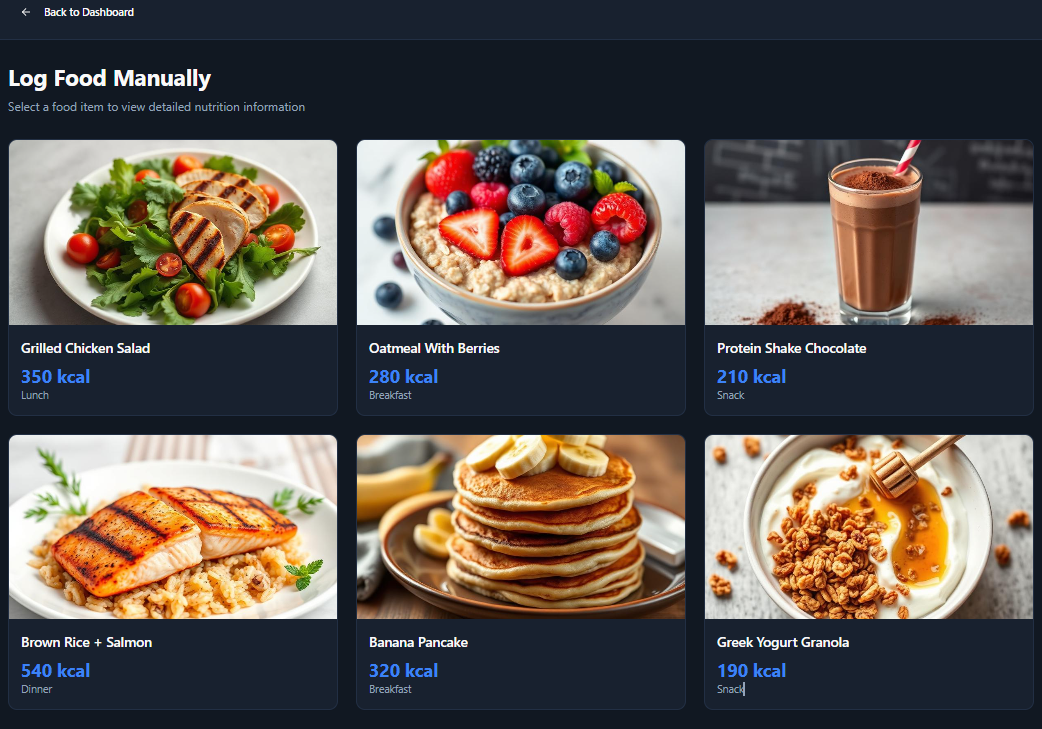 Back to Dashboard
Log Food Manually
Select a food item to view detailed nutrition information
Grilled Chicken Salad
350 kcal
Lunch
Oatmeal With Berries
280 kcal
Breakfast
Protein Shake Chocolate
210 kcal
Snack
Brown Rice + Salmon
540 kcal
Dinner
Banana Pancake
320 kcal
Breakfast
Greek Yogurt Granola
190 kcal
Snack